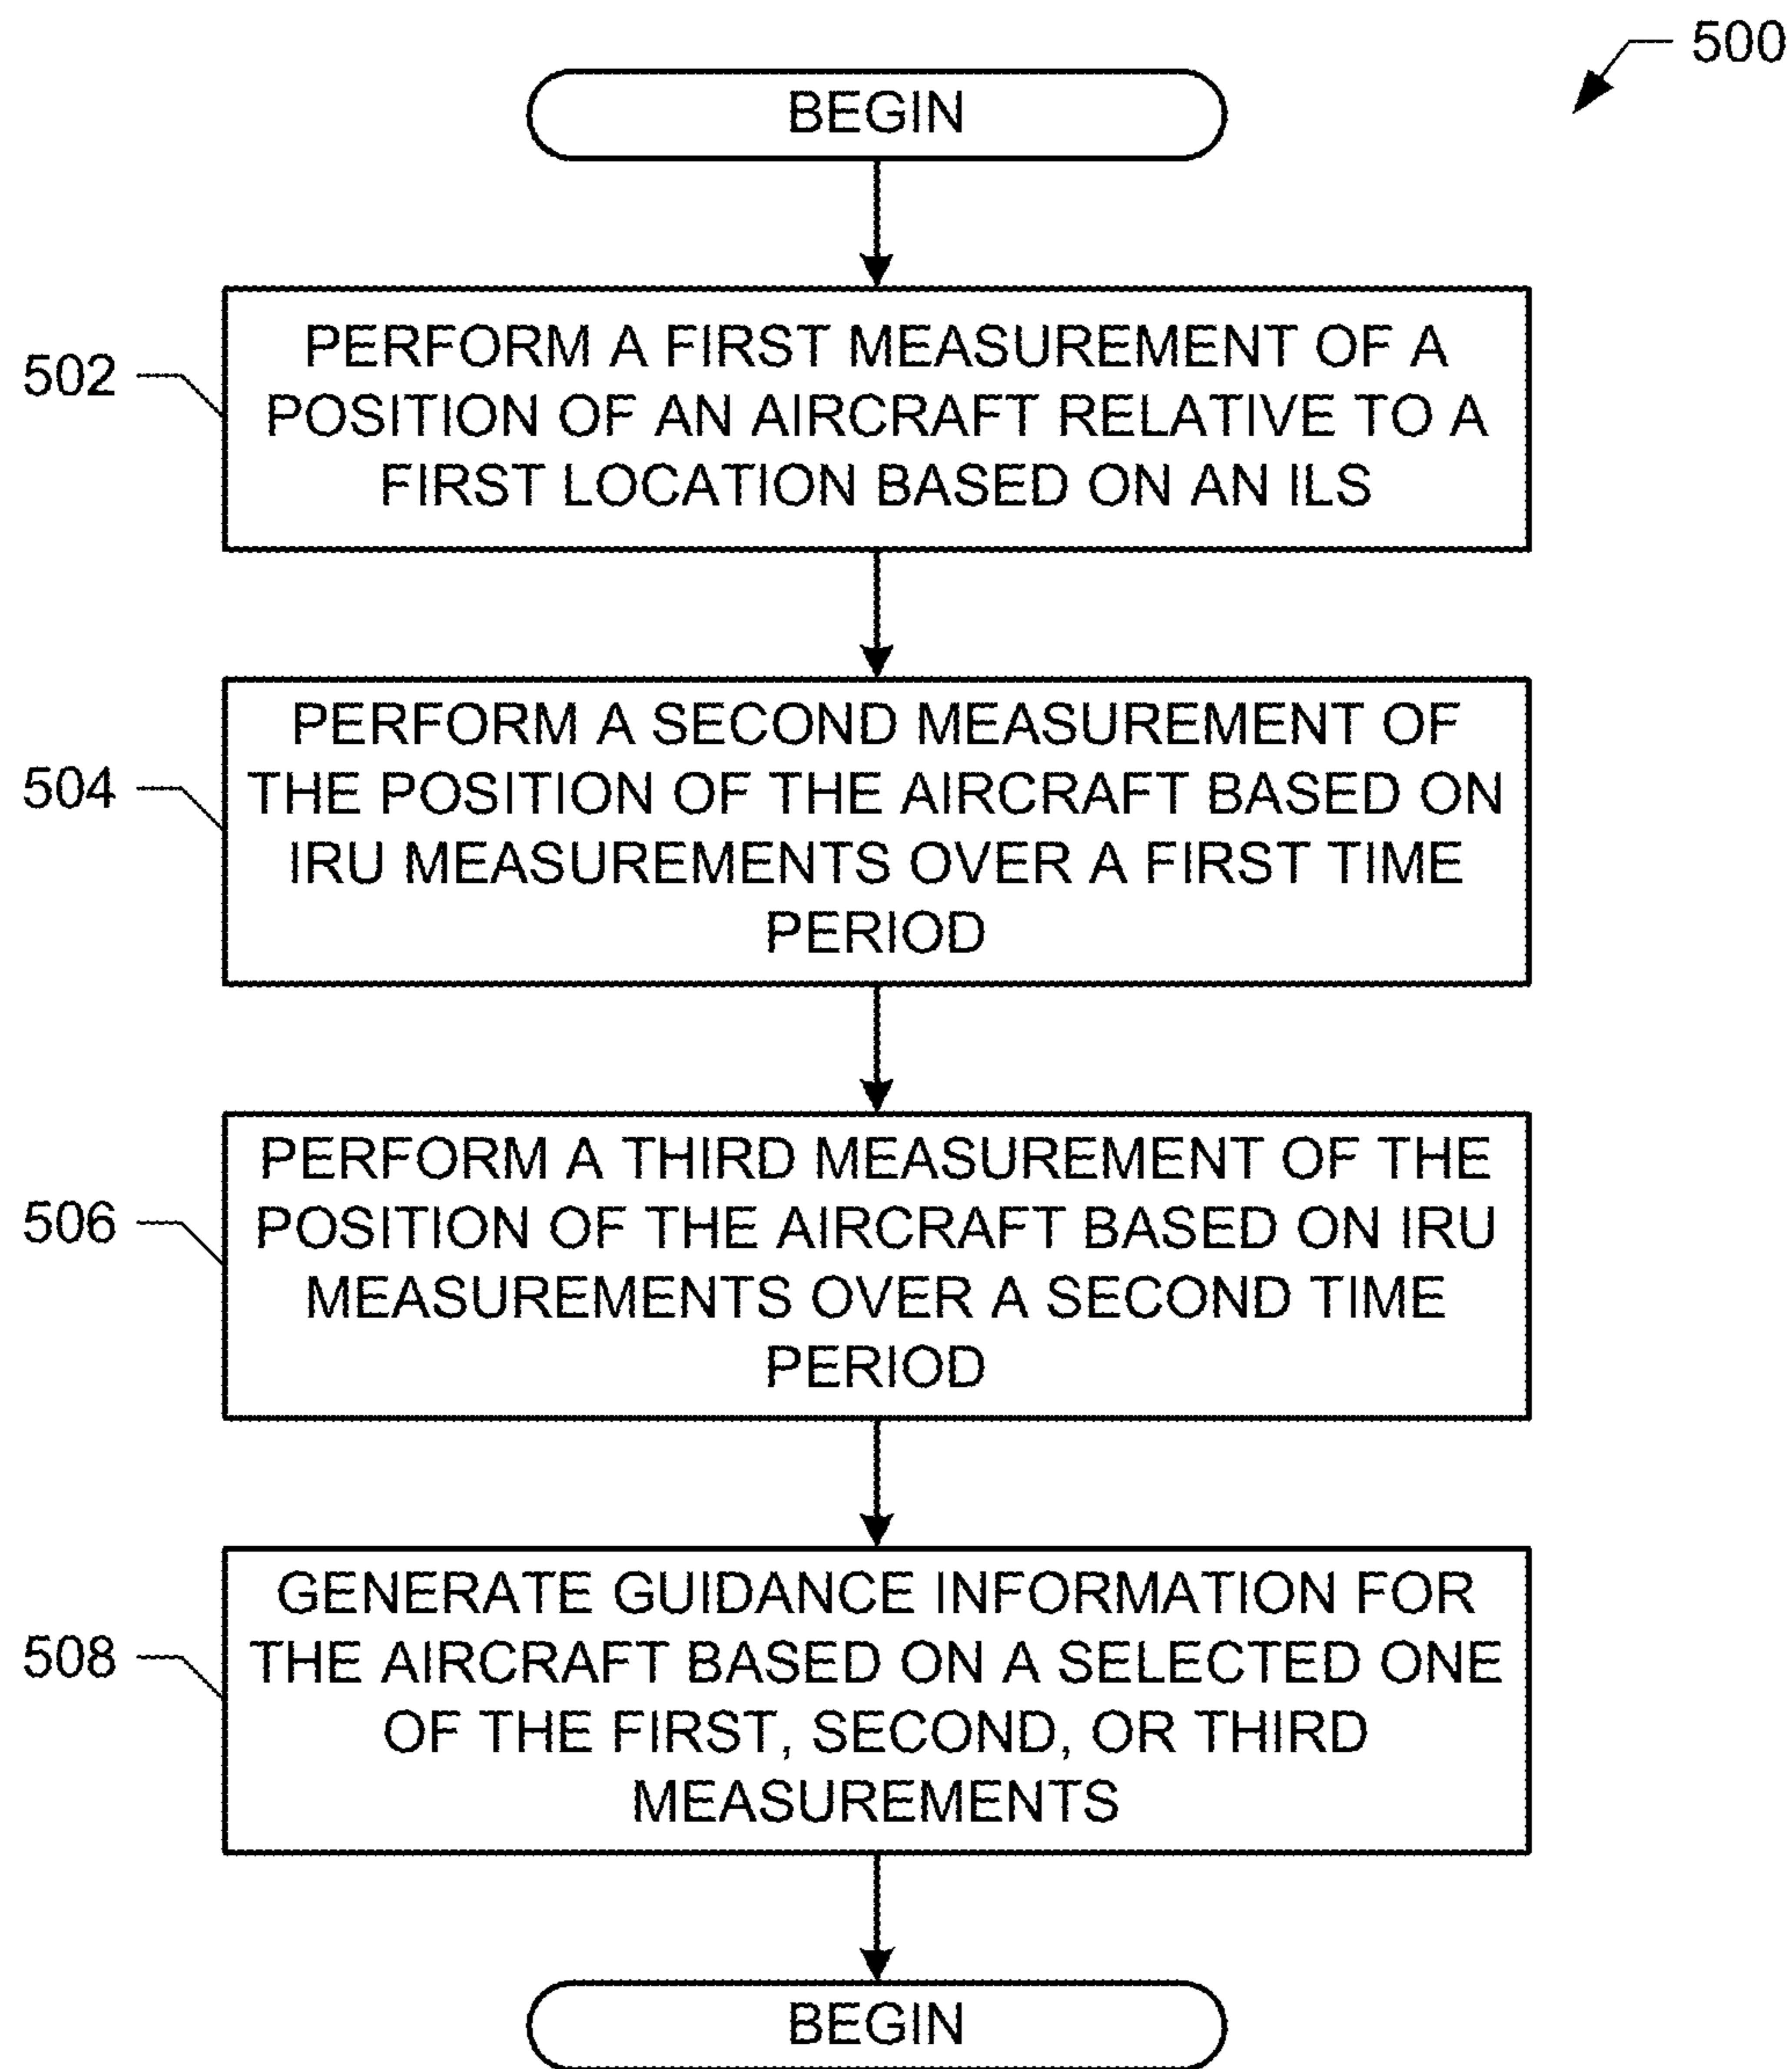 500
BEGIN
502
PERFORM A FIRST MEASUREMENT OF A
POSITION OF AN AIRCRAFT RELATIVE TO A
FIRST LOCATION BASED ON AN ILS
504
PERFORM A SECOND MEASUREMENT OF
THE POSITION OF THE AIRCRAFT BASED ON
IRU MEASUREMENTS OVER A FIRST TIME
PERIOD
506
PERFORM A THIRD MEASUREMENT OF THE
POSITION OF THE AIRCRAFT BASED ON IRU
MEASUREMENTS OVER A SECOND TIME
PERIOD
508
GENERATE GUIDANCE INFORMATION FOR
THE AIRCRAFT BASED ON A SELECTED ONE
OF THE FIRST, SECOND, OR THIRD
MEASUREMENTS
BEGIN